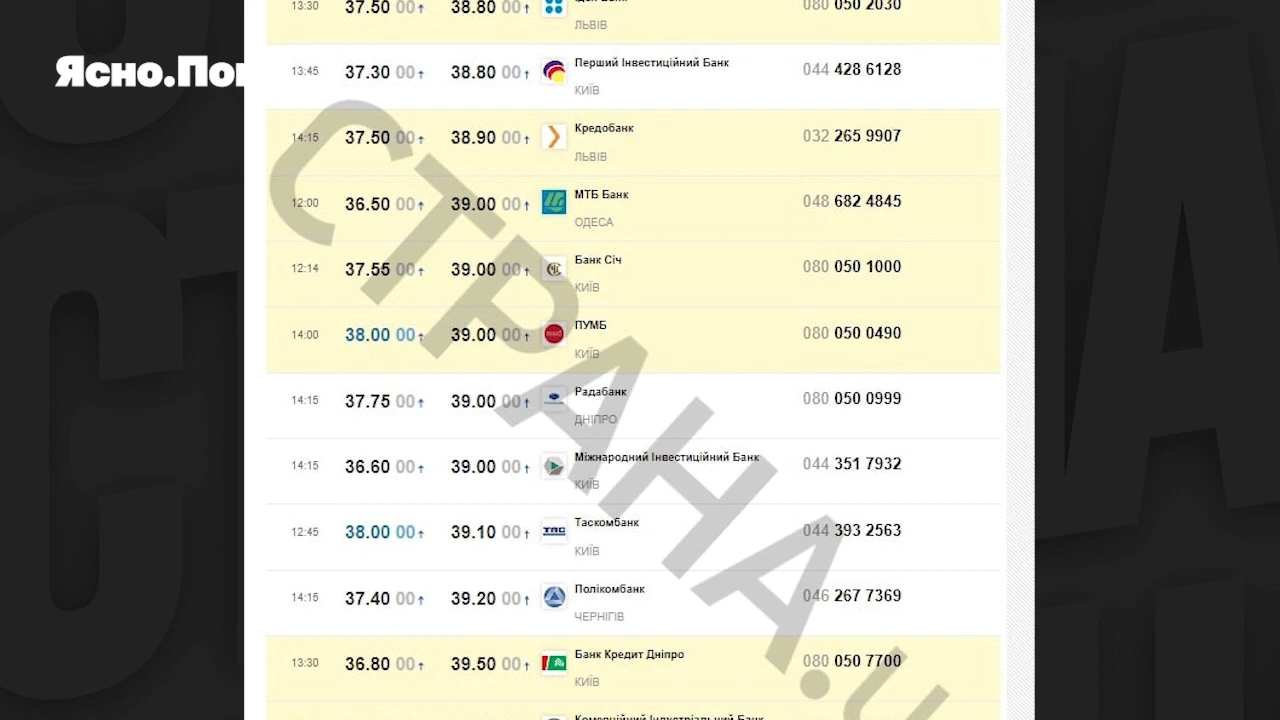 13:30 37.50 00↑ 38.80 00↑ 080 050 2030
ЛЬВІВ
Ясно.По
13:45 37.30 00↑ 38.80 00↑ Перший Інвестиційний Банк 044 428 6128
КИЇВ
14:15 37.50 00↑ 38.90 00↑ Кредобанк 032 265 9907
ЛЬВІВ
12:00 36.50 00↑ 39.00 00↑ МТБ Банк 048 682 4845
ОДЕСА
12:14 37.55 00↑ 39.00 00↑ Банк Січ 080 050 1000
КИЇВ
14:00 38.00 00↑ 39.00 00↑ ПУМБ 080 050 0490
КИЇВ
14:15 37.75 00↑ 39.00 00↑ Радабанк 080 050 0999
ДНІПРО
14:15 36.60 00↑ 39.00 00↑ Міжнародний Інвестиційний Банк 044 351 7932
КИЇВ
12:45 38.00 00↑ 39.10 00↑ ТАС Таскомбанк 044 393 2563
КИЇВ
14:15 37.40 00↑ 39.20 00↑ Полікомбанк 046 267 7369
ЧЕРНІГІВ
13:30 36.80 00↑ 39.50 00↑ Банк Кредит Дніпро 080 050 7700
КИЇВ
Комерційний Індустріальний Банк
СТРАНА.u